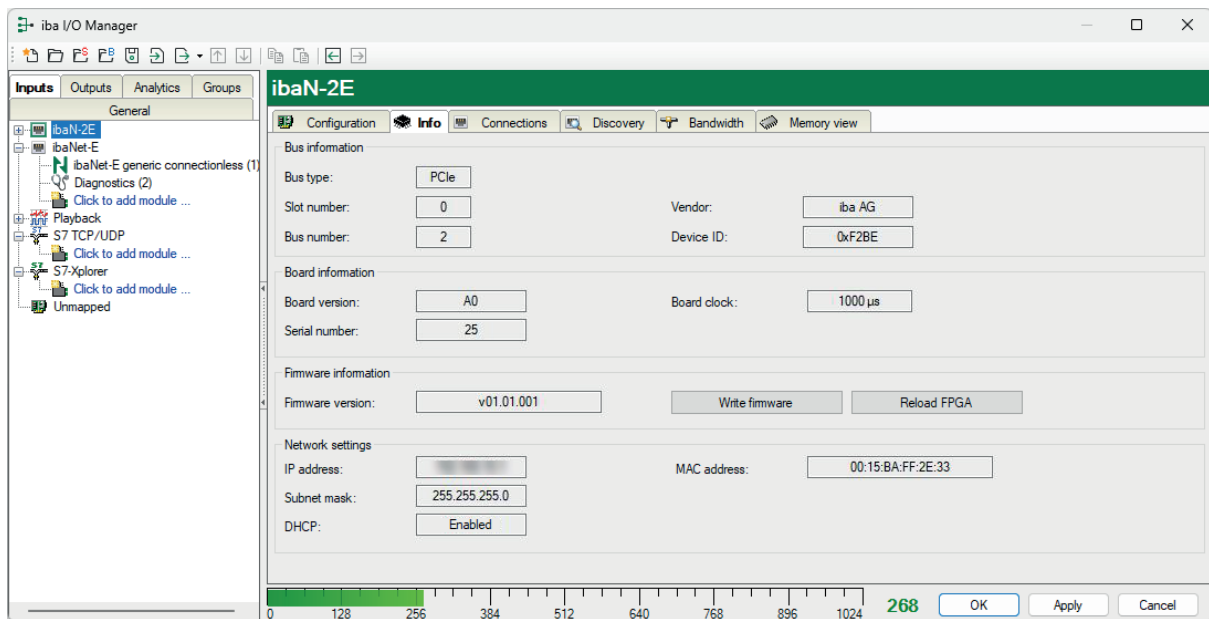 iba I/O Manager
Inputs Outputs Analytics Groups
General
ibaN-2E
ibaNet-E
ibaNet-E generic connectionless (1)
Diagnostics (2)
Click to add module ...
Playback
S7 TCP/UDP
Click to add module ...
S7-Xplorer
Click to add module ...
Unmapped
ibaN-2E
Configuration Info Connections Discovery Bandwidth Memory view
Bus information
Bus type: PCIe
Slot number: 0 Vendor: iba AG
Bus number: 2 Device ID: 0xF2BE
Board information
Board version: A0 Board clock: 1000 µs
Serial number: 25
Firmware information
Firmware version: v01.01.001 Write firmware Reload FPGA
Network settings
IP address: MAC address: 00:15:BA:FF:2E:33
Subnet mask: 255.255.255.0
DHCP: Enabled
0 128 256 384 512 640 768 896 1024 268 OK Apply Cancel